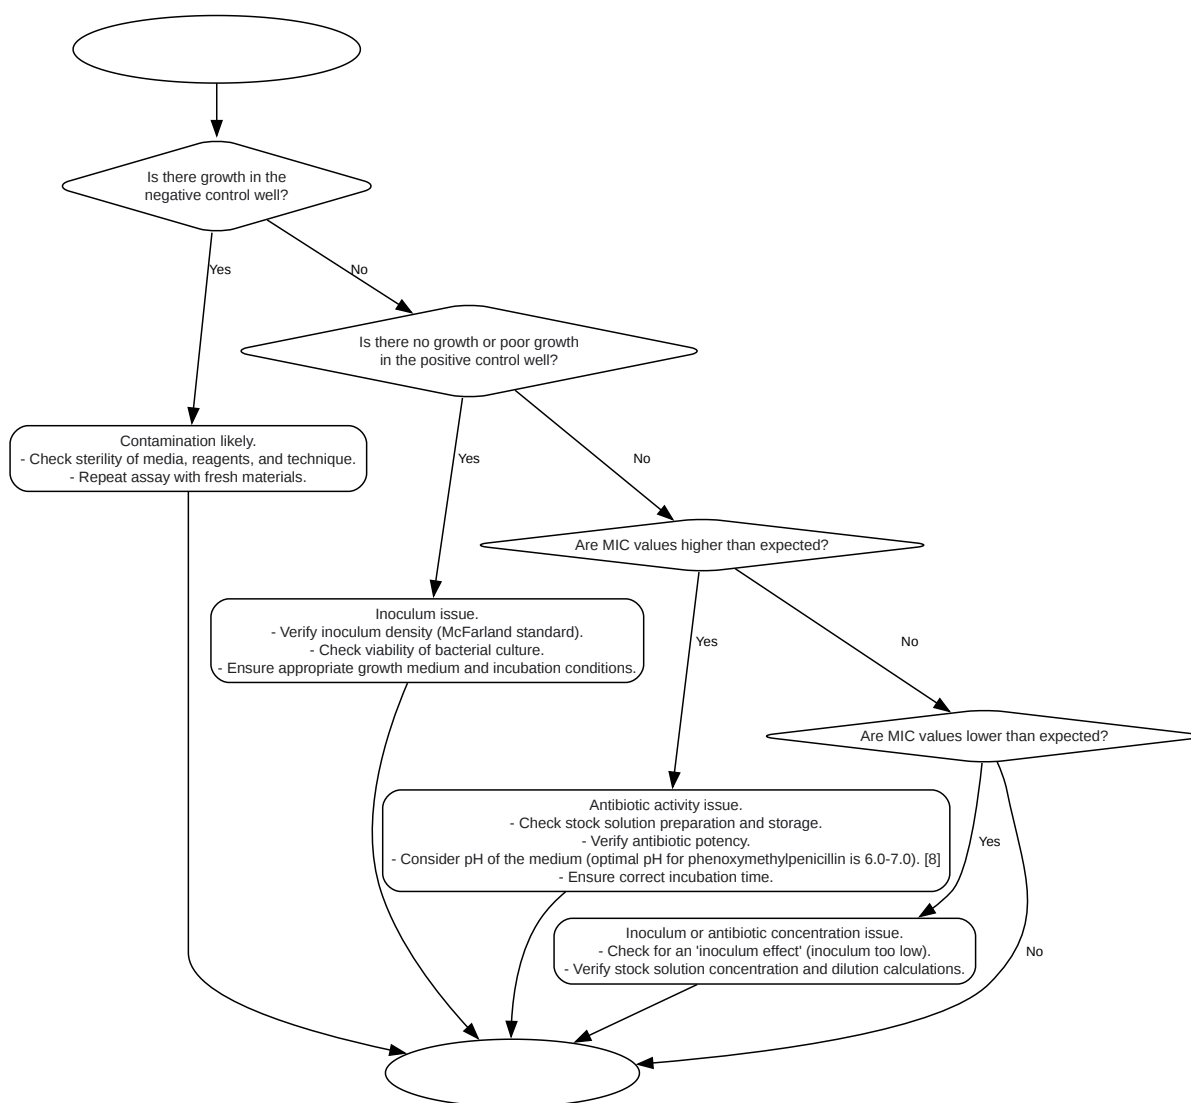 Is there growth in the
negative control well?
Yes
No
Is there no growth or poor growth
in the positive control well?
Contamination likely.
- Check sterility of media, reagents, and technique.
- Repeat assay with fresh materials.
Yes
No
Are MIC values higher than expected?
Inoculum issue.
- Verify inoculum density (McFarland standard).
- Check viability of bacterial culture.
- Ensure appropriate growth medium and incubation conditions.
Yes
No
Are MIC values lower than expected?
Antibiotic activity issue.
- Check stock solution preparation and storage.
- Verify antibiotic potency.
- Consider pH of the medium (optimal pH for phenoxymethylpenicillin is 6.0-7.0). [8]
- Ensure correct incubation time.
Yes
Inoculum or antibiotic concentration issue.
- Check for an 'inoculum effect' (inoculum too low).
- Verify stock solution concentration and dilution calculations.
No